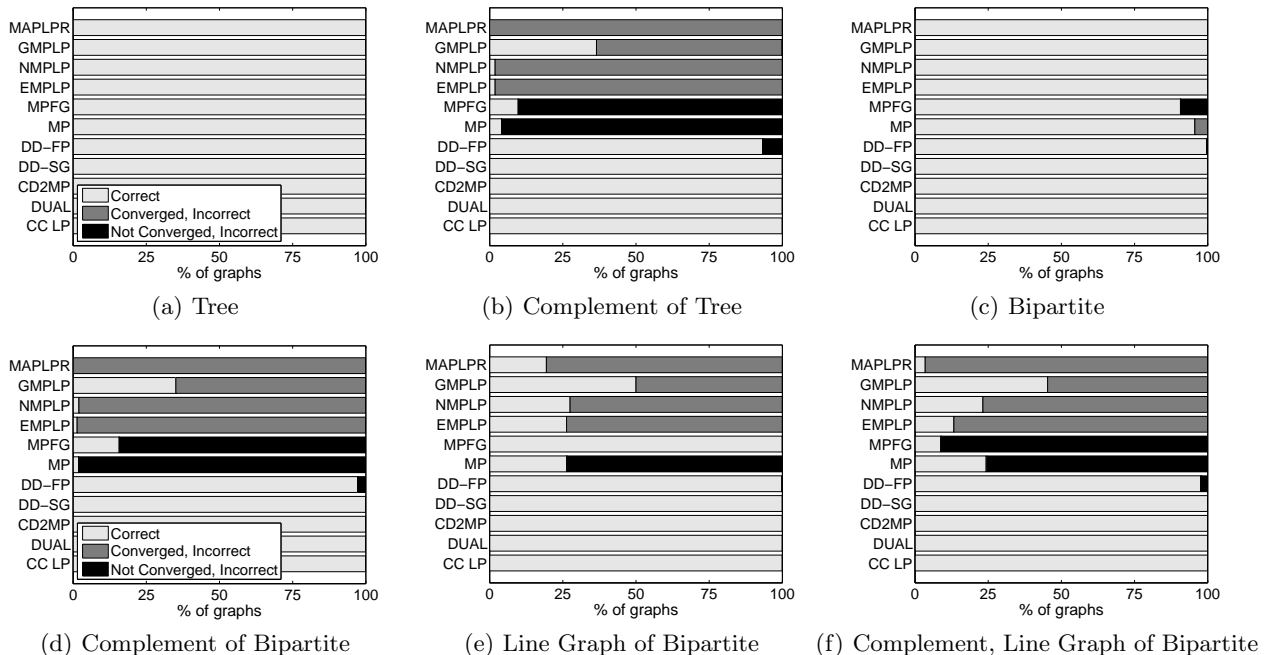 MAPLPR
GMPLP
NMPLP
EMPLP
MPFG
MP
DD−FP
DD−SG
CD2MP
DUAL
CC LP
Correct
Converged, Incorrect
Not Converged, Incorrect
0 25 50 75 100
% of graphs
(a) Tree
MAPLPR
GMPLP
NMPLP
EMPLP
MPFG
MP
DD−FP
DD−SG
CD2MP
DUAL
CC LP
0 25 50 75 100
% of graphs
(b) Complement of Tree
MAPLPR
GMPLP
NMPLP
EMPLP
MPFG
MP
DD−FP
DD−SG
CD2MP
DUAL
CC LP
0 25 50 75 100
% of graphs
(c) Bipartite
MAPLPR
GMPLP
NMPLP
EMPLP
MPFG
MP
DD−FP
DD−SG
CD2MP
DUAL
CC LP
Correct
Converged, Incorrect
Not Converged, Incorrect
0 25 50 75 100
% of graphs
(d) Complement of Bipartite
MAPLPR
GMPLP
NMPLP
EMPLP
MPFG
MP
DD−FP
DD−SG
CD2MP
DUAL
CC LP
0 25 50 75 100
% of graphs
(e) Line Graph of Bipartite
MAPLPR
GMPLP
NMPLP
EMPLP
MPFG
MP
DD−FP
DD−SG
CD2MP
DUAL
CC LP
0 25 50 75 100
% of graphs
(f) Complement, Line Graph of Bipartite